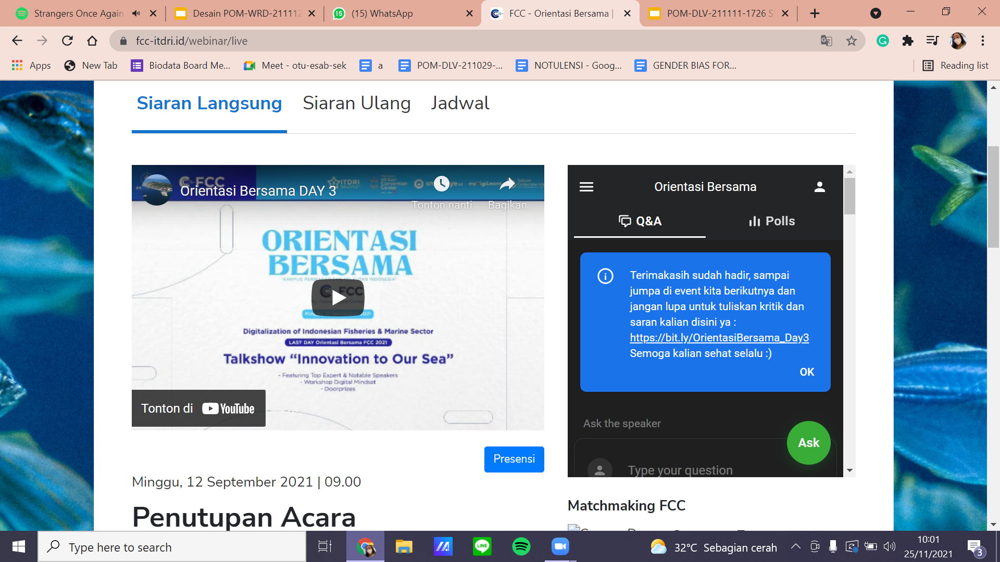 Strangers Once Again
Desain POM-WRD-211112
(15) WhatsApp
FCC - Orientasi Bersama |
POM-DLV-211111-1726 S
fcc-itdri.id/webinar/live
Apps
New Tab
Biodata Board Me...
Meet - otu-esab-sek
a
POM-DLV-211029-...
NOTULENSI - Goog...
GENDER BIAS FOR...
Reading list
Siaran Langsung
Siaran Ulang
Jadwal
FCC
ITDRI
Virtual
Convention
Center
Orientasi Bersama DAY 3
Tonton nanti
Bagikan
ORIENTASI
BERSAMA
FCC
Digitalization of Indonesian Fisheries & Marine Sector
LAST DAY Orientasi Bersama FCC 2021
Talkshow “Innovation to Our Sea”
- Featuring Top Expert & Notable Speakers
- Workshop Digital Mindset
- Doorprizes
Tonton di YouTube
Presensi
Minggu, 12 September 2021 | 09.00
Penutupan Acara
Orientasi Bersama
Q&A
Polls
Terimakasih sudah hadir, sampai
jumpa di event kita berikutnya dan
jangan lupa untuk tuliskan kritik dan
saran kalian disini ya :
https://bit.ly/OrientasiBersama_Day3
Semoga kalian sehat selalu :)
OK
Ask the speaker
Ask
Type your question
Matchmaking FCC
Type here to search
LINE
32°C Sebagian cerah
10:01
25/11/2021
3